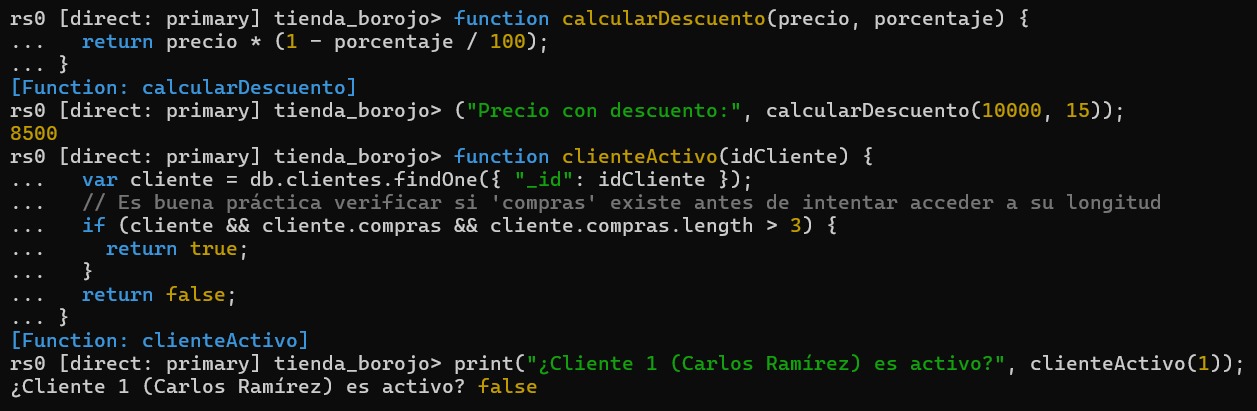 rs0 [direct: primary] tienda_borojo> function calcularDescuento(precio, porcentaje) {
...   return precio * (1 - porcentaje / 100);
... }
[Function: calcularDescuento]
rs0 [direct: primary] tienda_borojo> ("Precio con descuento:", calcularDescuento(10000, 15));
8500
rs0 [direct: primary] tienda_borojo> function clienteActivo(idCliente) {
...   var cliente = db.clientes.findOne({ "_id": idCliente });
...   // Es buena práctica verificar si 'compras' existe antes de intentar acceder a su longitud
...   if (cliente && cliente.compras && cliente.compras.length > 3) {
...     return true;
...   }
...   return false;
... }
[Function: clienteActivo]
rs0 [direct: primary] tienda_borojo> print("¿Cliente 1 (Carlos Ramírez) es activo?", clienteActivo(1));
¿Cliente 1 (Carlos Ramírez) es activo? false